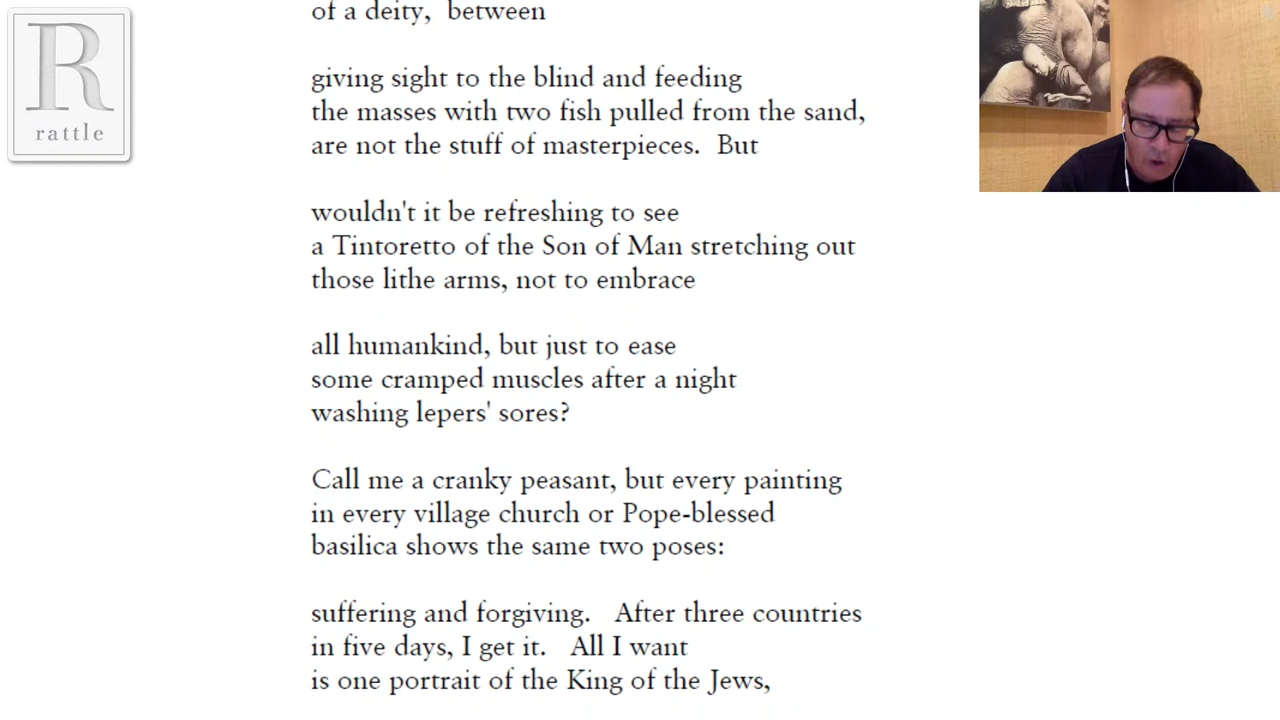 R
rattle
of a deity,  between
giving sight to the blind and feeding
the masses with two fish pulled from the sand,
are not the stuff of masterpieces.  But
wouldn't it be refreshing to see
a Tintoretto of the Son of Man stretching out
those lithe arms, not to embrace
all humankind, but just to ease
some cramped muscles after a night
washing lepers' sores?
Call me a cranky peasant, but every painting
in every village church or Pope-blessed
basilica shows the same two poses:
suffering and forgiving.   After three countries
in five days, I get it.   All I want
is one portrait of the King of the Jews,